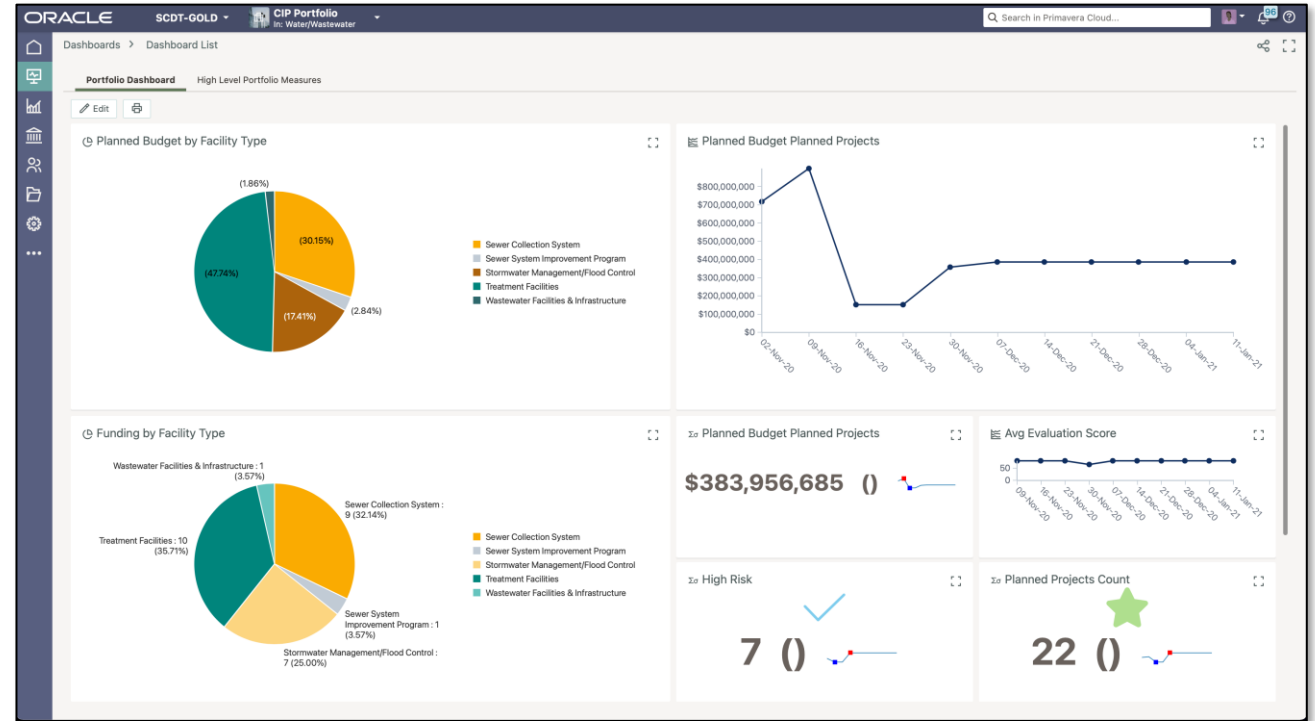 ORACLE
SCDT-GOLD
CIP Portfolio
In: Water/Wastewater
Search in Primavera Cloud...
96
Dashboards > Dashboard List
Portfolio Dashboard
High Level Portfolio Measures
Edit
Planned Budget by Facility Type
(1.86%)
(30.15%)
(47.74%)
(17.41%)
(2.84%)
Sewer Collection System
Sewer System Improvement Program
Stormwater Management/Flood Control
Treatment Facilities
Wastewater Facilities & Infrastructure
Planned Budget Planned Projects
$800,000,000
$700,000,000
$600,000,000
$500,000,000
$400,000,000
$300,000,000
$200,000,000
$100,000,000
$0
02-Nov-20
09-Nov-20
16-Nov-20
23-Nov-20
30-Nov-20
07-Dec-20
14-Dec-20
21-Dec-20
28-Dec-20
04-Jan-21
11-Jan-21
Funding by Facility Type
Wastewater Facilities & Infrastructure : 1
(3.57%)
Sewer Collection System :
9 (32.14%)
Treatment Facilities : 10
(35.71%)
Sewer System
Improvement Program : 1
(3.57%)
Stormwater Management/Flood Control :
7 (25.00%)
Sewer Collection System
Sewer System Improvement Program
Stormwater Management/Flood Control
Treatment Facilities
Wastewater Facilities & Infrastructure
Σσ Planned Budget Planned Projects
$383,956,685 ()
Avg Evaluation Score
50
0
09-Nov-20
16-Nov-20
23-Nov-20
30-Nov-20
07-Dec-20
14-Dec-20
21-Dec-20
28-Dec-20
04-Jan-21
11-Jan-21
Σσ High Risk
7 ()
Σσ Planned Projects Count
22 ()